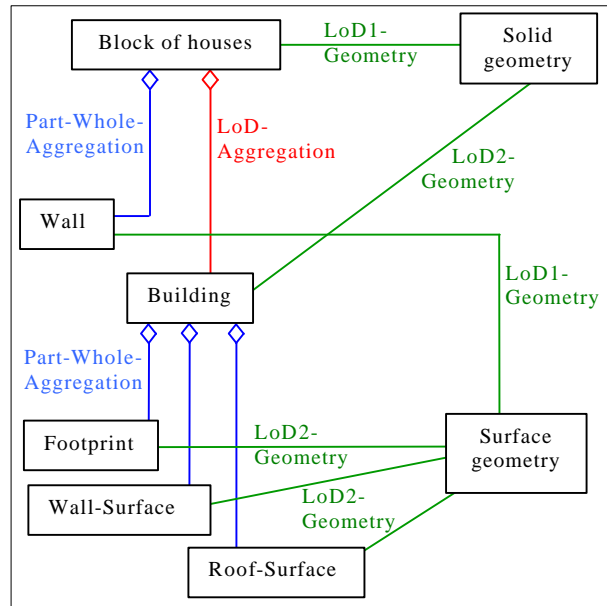 Block of houses
LoD1-
Geometry
Solid
geometry
Part-Whole-
Aggregation
LoD-
Aggregation
LoD2-
Geometry
Wall
LoD1-
Geometry
Building
Part-Whole-
Aggregation
Footprint
LoD2-
Geometry
Surface
geometry
Wall-Surface
LoD2-
Geometry
Roof-Surface